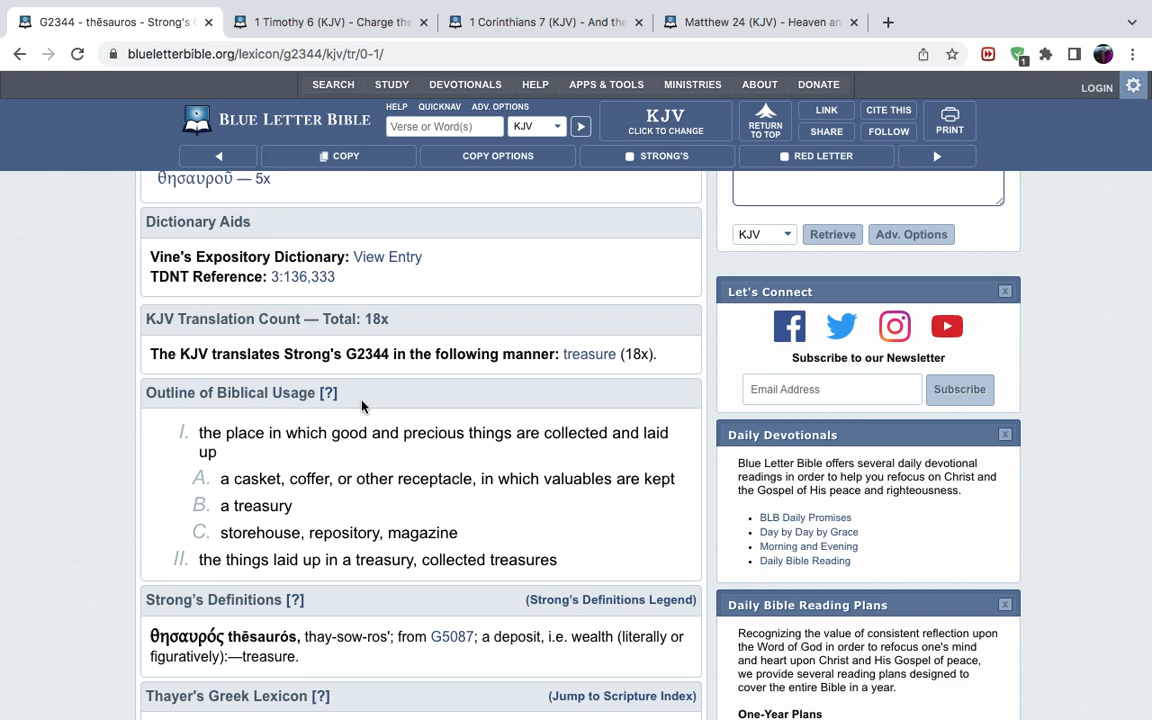 G2344 - thēsauros - Strong's G
1 Timothy 6 (KJV) - Charge the
1 Corinthians 7 (KJV) - And the
Matthew 24 (KJV) - Heaven an
blueletterbible.org/lexicon/g2344/kjv/tr/0-1/
1
SEARCH STUDY DEVOTIONALS HELP APPS & TOOLS MINISTRIES ABOUT DONATE
LOGIN
BLUE LETTER BIBLE
HELP QUICKNAV ADV. OPTIONS
Verse or Word(s) KJV
KJV
CLICK TO CHANGE
RETURN
TO TOP
LINK CITE THIS
SHARE FOLLOW
PRINT
COPY COPY OPTIONS STRONG'S RED LETTER
θησαυροῦ — 5x
Dictionary Aids
Vine's Expository Dictionary: View Entry
TDNT Reference: 3:136,333
KJV Translation Count — Total: 18x
The KJV translates Strong's G2344 in the following manner: treasure (18x).
Outline of Biblical Usage [?]
I. the place in which good and precious things are collected and laid
up
A. a casket, coffer, or other receptacle, in which valuables are kept
B. a treasury
C. storehouse, repository, magazine
II. the things laid up in a treasury, collected treasures
Strong's Definitions [?] (Strong's Definitions Legend)
θησαυρός thēsaurós, thay-sow-ros'; from G5087; a deposit, i.e. wealth (literally or
figuratively):—treasure.
Thayer's Greek Lexicon [?] (Jump to Scripture Index)
KJV Retrieve Adv. Options
Let's Connect x
Subscribe to our Newsletter
Email Address Subscribe
Daily Devotionals x
Blue Letter Bible offers several daily devotional
readings in order to help you refocus on Christ and
the Gospel of His peace and righteousness.
BLB Daily Promises
Day by Day by Grace
Morning and Evening
Daily Bible Reading
Daily Bible Reading Plans x
Recognizing the value of consistent reflection upon
the Word of God in order to refocus one's mind
and heart upon Christ and His Gospel of peace,
we provide several reading plans designed to
cover the entire Bible in a year.
One-Year Plans